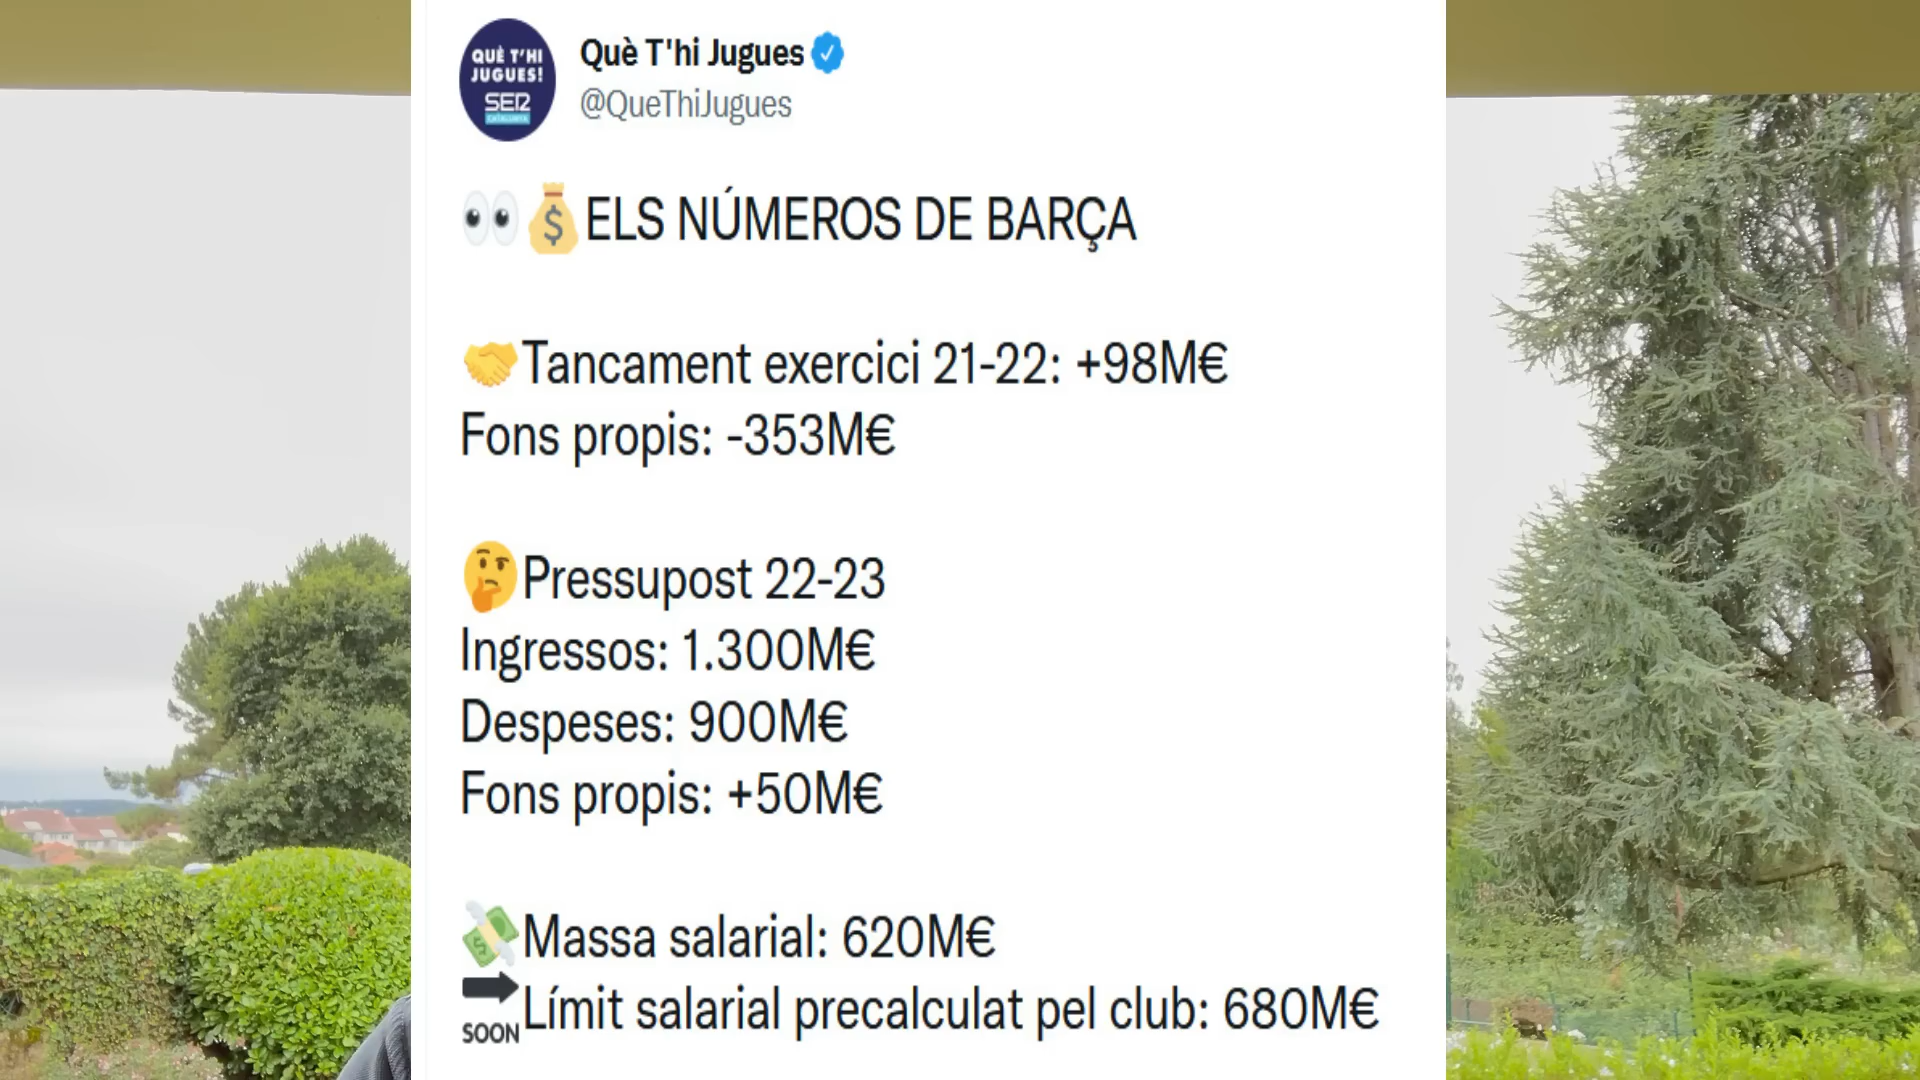 QUÈ T'HI
JUGUES!
SER
CATALUNYA
Què T'hi Jugues
@QueThiJugues
👀💰ELS NÚMEROS DE BARÇA
🤝Tancament exercici 21-22: +98M€
Fons propis: -353M€
🤔Pressupost 22-23
Ingressos: 1.300M€
Despeses: 900M€
Fons propis: +50M€
💸Massa salarial: 620M€
🔜Límit salarial precalculat pel club: 680M€